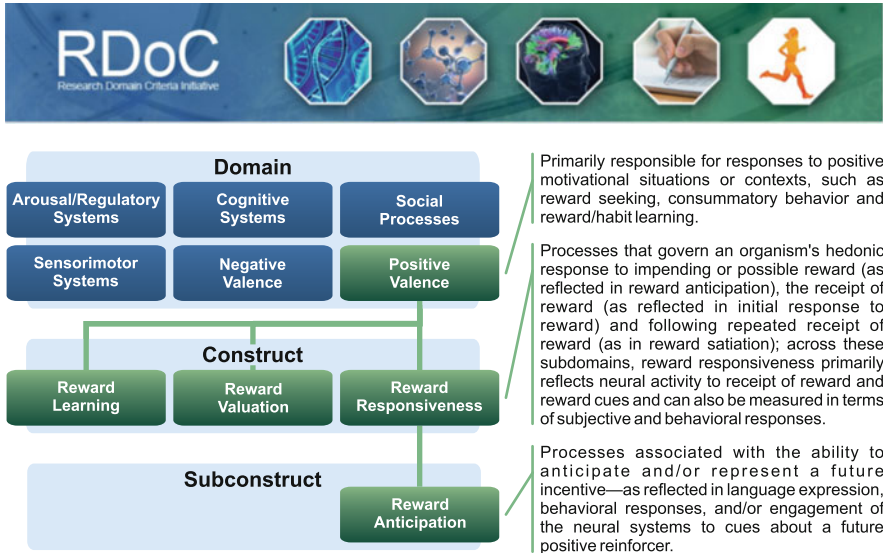 RDoC
Research Domain Criteria Initiative
Domain
Arousal/Regulatory
Systems
Cognitive
Systems
Social
Processes
Sensorimotor
Systems
Negative
Valence
Positive
Valence
Primarily responsible for responses to positive
motivational situations or contexts, such as
reward seeking, consummatory behavior and
reward/habit learning.
Construct
Reward
Learning
Reward
Valuation
Reward
Responsiveness
Processes that govern an organism's hedonic
response to impending or possible reward (as
reflected in reward anticipation), the receipt of
reward (as reflected in initial response to
reward) and following repeated receipt of
reward (as in reward satiation); across these
subdomains, reward responsiveness primarily
reflects neural activity to receipt of reward and
reward cues and can also be measured in terms
of subjective and behavioral responses.
Subconstruct
Reward
Anticipation
Processes associated with the ability to
anticipate and/or represent a future
incentive—as reflected in language expression,
behavioral responses, and/or engagement of
the neural systems to cues about a future
positive reinforcer.